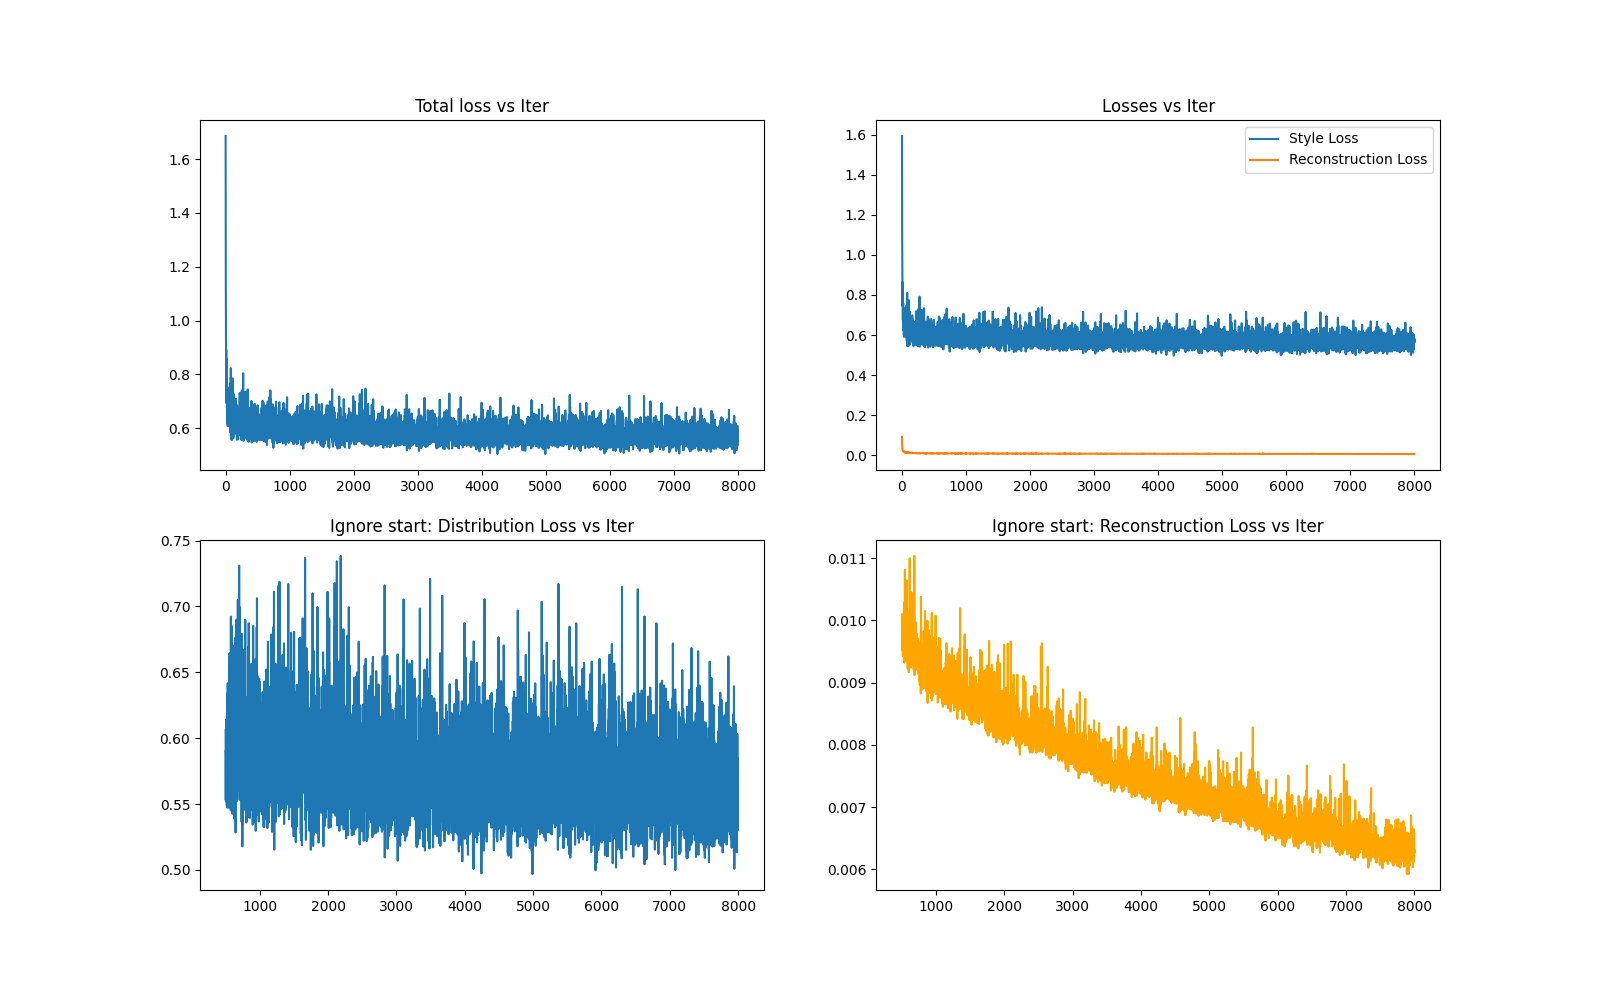 Total loss vs Iter
1.6
1.4
1.2
1.0
0.8
0.6
0 1000 2000 3000 4000 5000 6000 7000 8000
Losses vs Iter
Style Loss
Reconstruction Loss
1.6
1.4
1.2
1.0
0.8
0.6
0.4
0.2
0.0
0 1000 2000 3000 4000 5000 6000 7000 8000
Ignore start: Distribution Loss vs Iter
0.75
0.70
0.65
0.60
0.55
0.50
1000 2000 3000 4000 5000 6000 7000 8000
Ignore start: Reconstruction Loss vs Iter
0.011
0.010
0.009
0.008
0.007
0.006
1000 2000 3000 4000 5000 6000 7000 8000